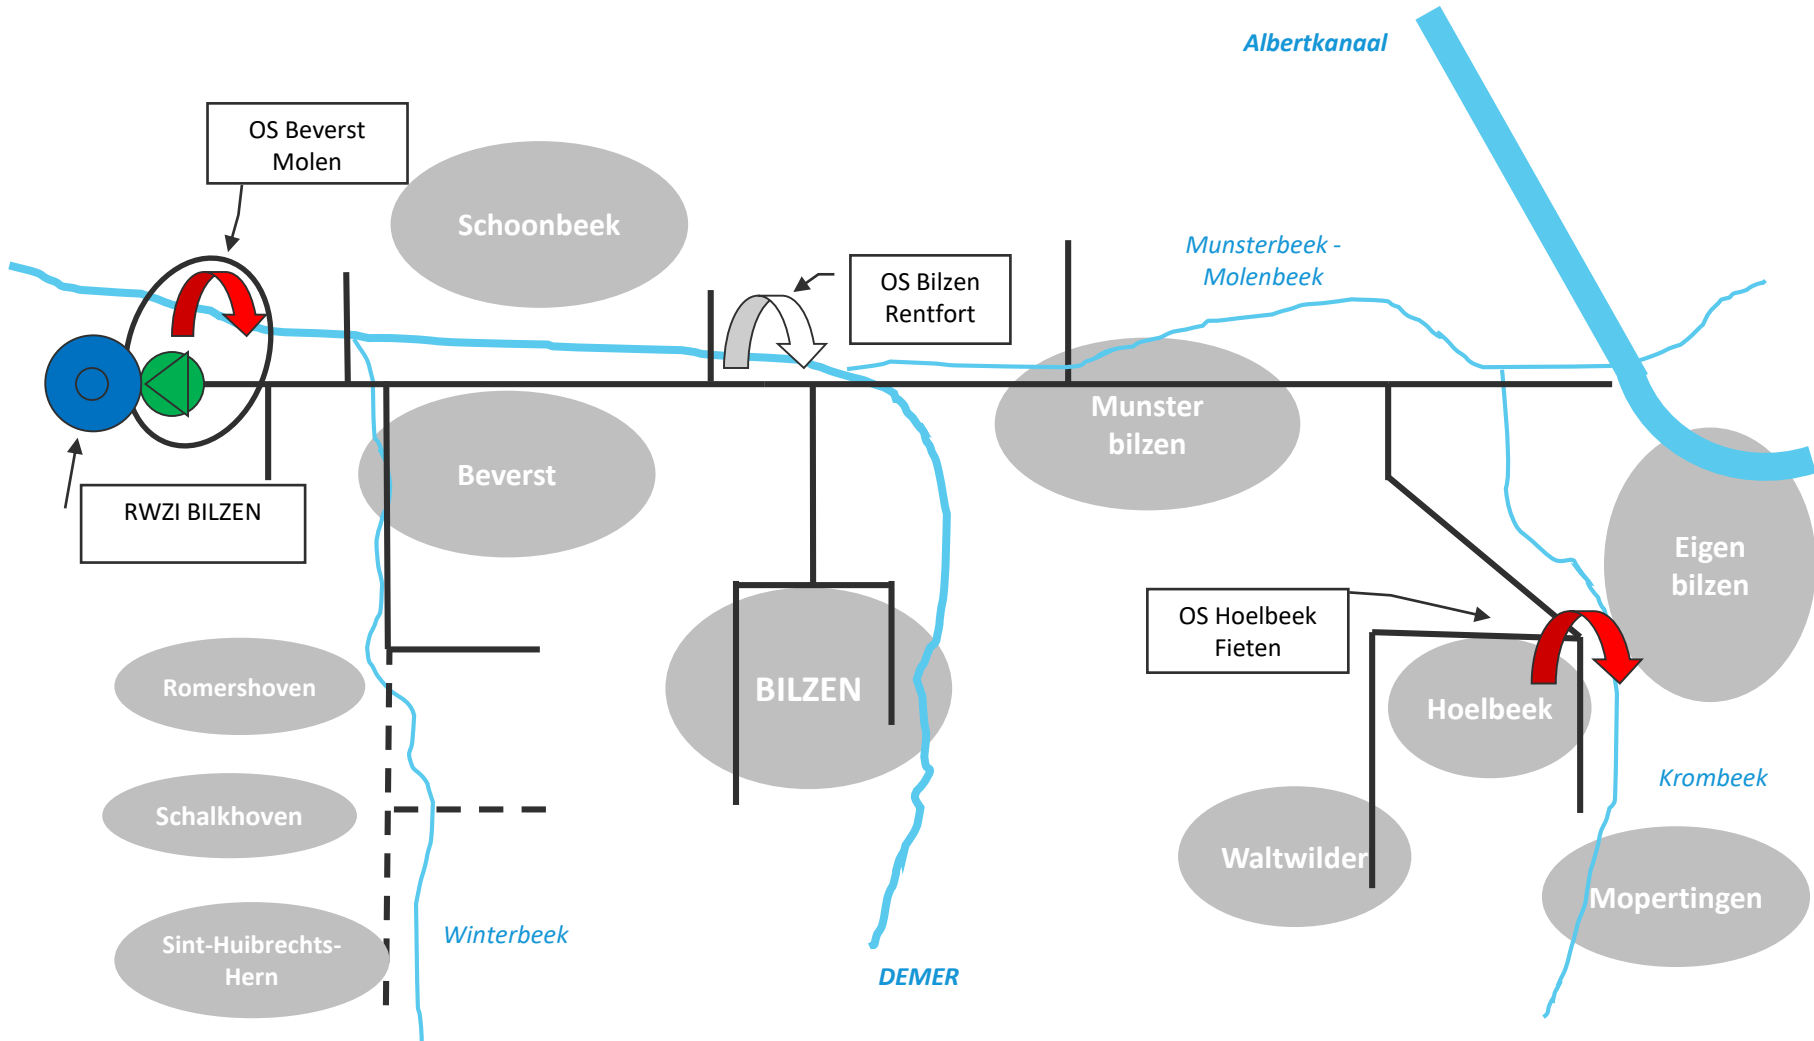 Albertkanaal
OS Beverst
Molen
Schoonbeek
Munsterbeek -
Molenbeek
OS Bilzen
Rentfort
Munster
bilzen
Beverst
RWZI BILZEN
Eigen
bilzen
OS Hoelbeek
Fieten
Romershoven
BILZEN
Hoelbeek
Krombeek
Schalkhoven
Waltwilder
Mopertingen
Sint-Huibrechts-
Hern
Winterbeek
DEMER